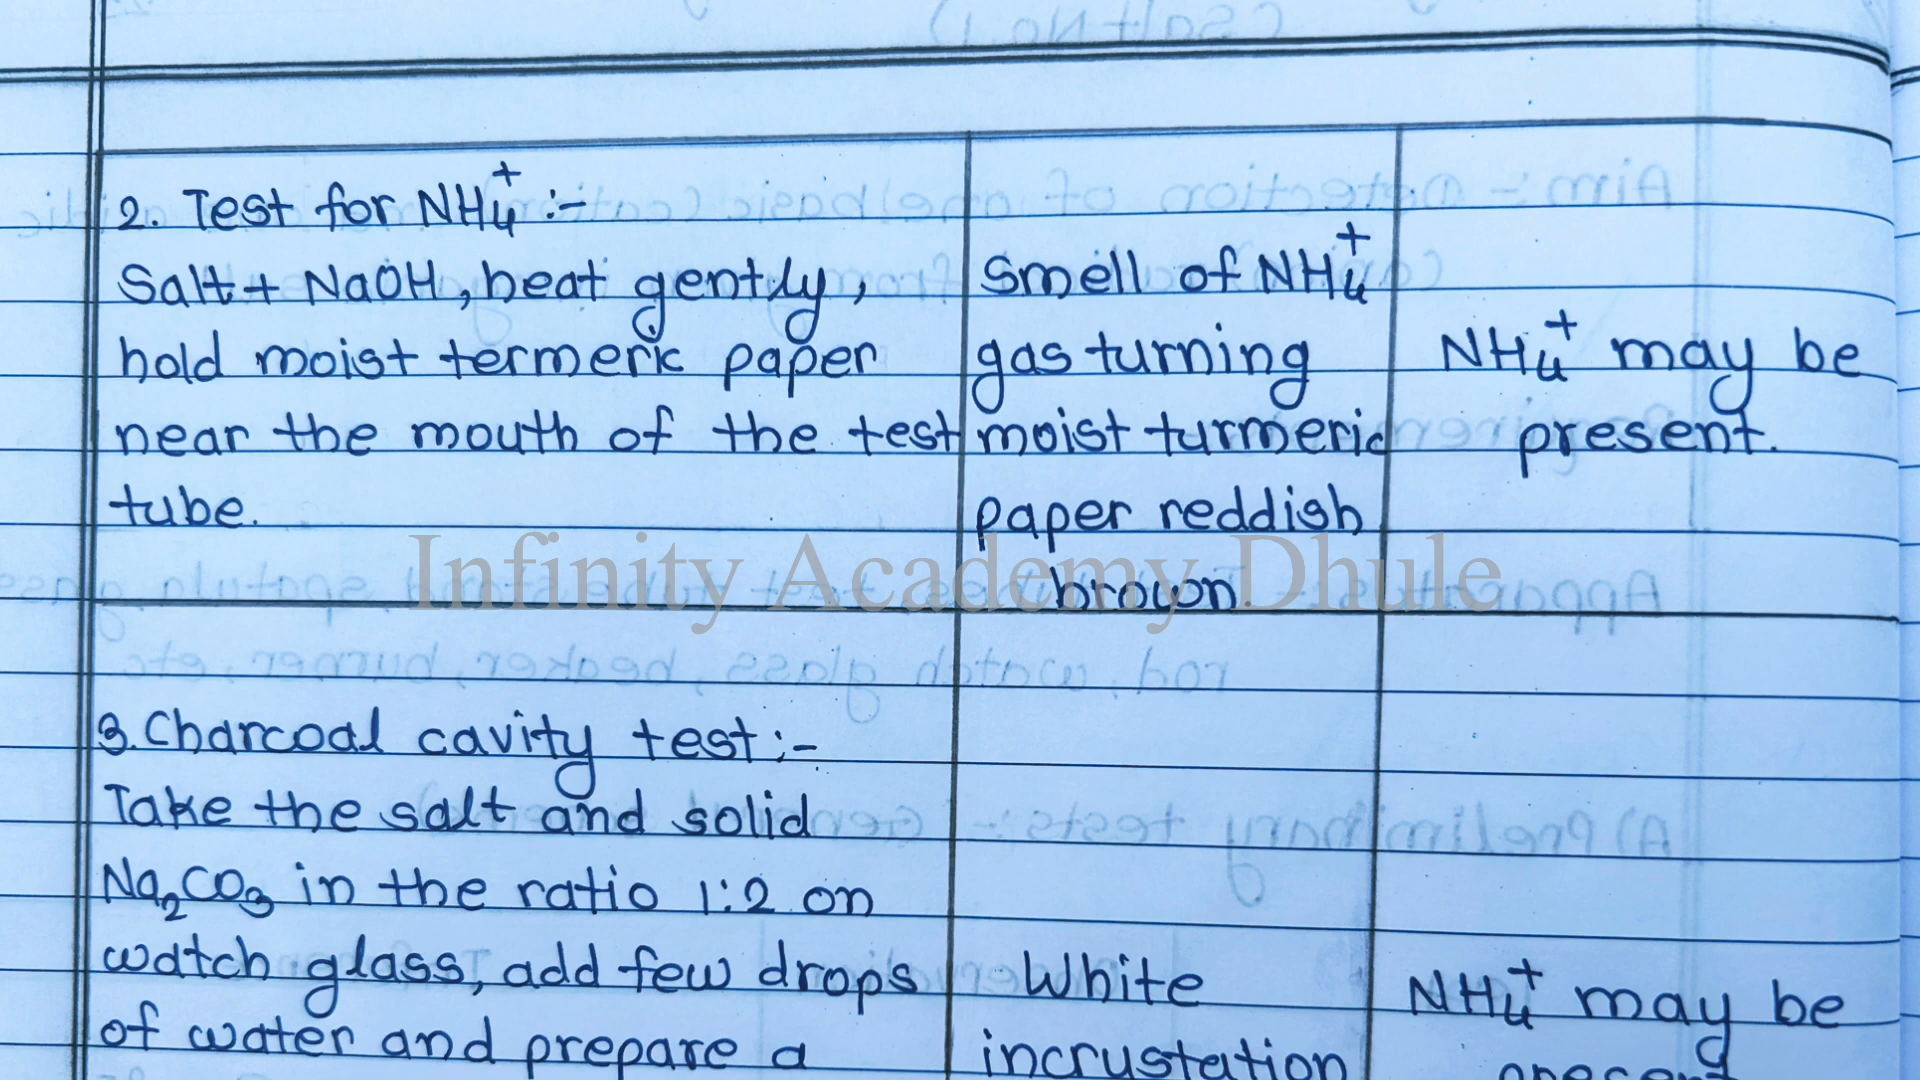 2. Test for NH4+ :-
Salt + NaOH, heat gently,
hold moist termeric paper
near the mouth of the test
tube.
Smell of NH4+
gas turning
moist turmeric
paper reddish
brown.
NH4+ may be
present.
Infinity Academy Dhule
3. Charcoal cavity test :-
Take the salt and solid
Na2CO3 in the ratio 1:2 on
watch glass, add few drops
of water and prepare a
White
incrustation
NH4+ may be